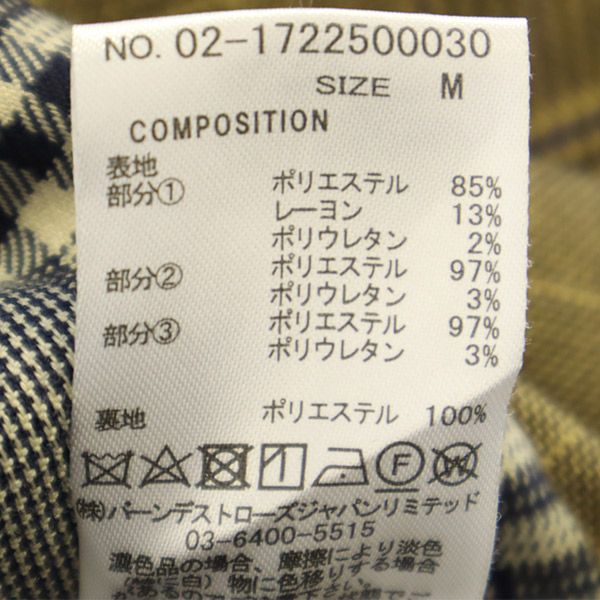 NO. 02-1722500030
SIZE M
COMPOSITION
表地
部分① ポリエステル 85%
レーヨン 13%
ポリウレタン 2%
部分② ポリエステル 97%
ポリウレタン 3%
部分③ ポリエステル 97%
ポリウレタン 3%
裏地 ポリエステル 100%
F W
(株)バーンデストローズジャパンリミテッド
03-6400-5515
濃色品の場合、摩擦により淡色
物に色移りする場